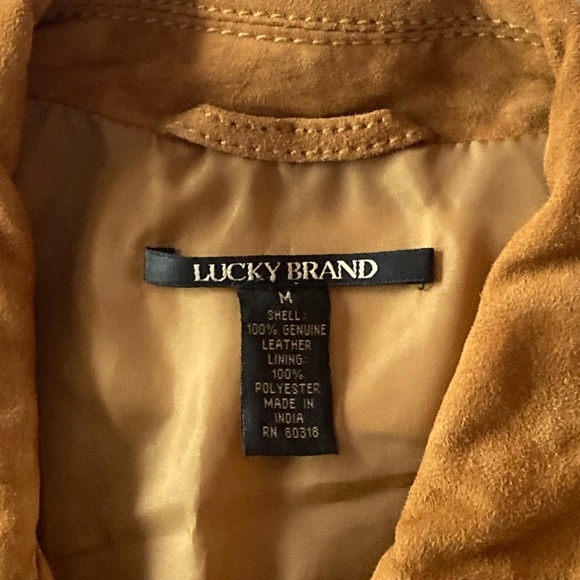 LUCKY BRAND
M
SHELL:
100% GENUINE
LEATHER
LINING:
100%
POLYESTER
MADE IN
INDIA
RN 80318